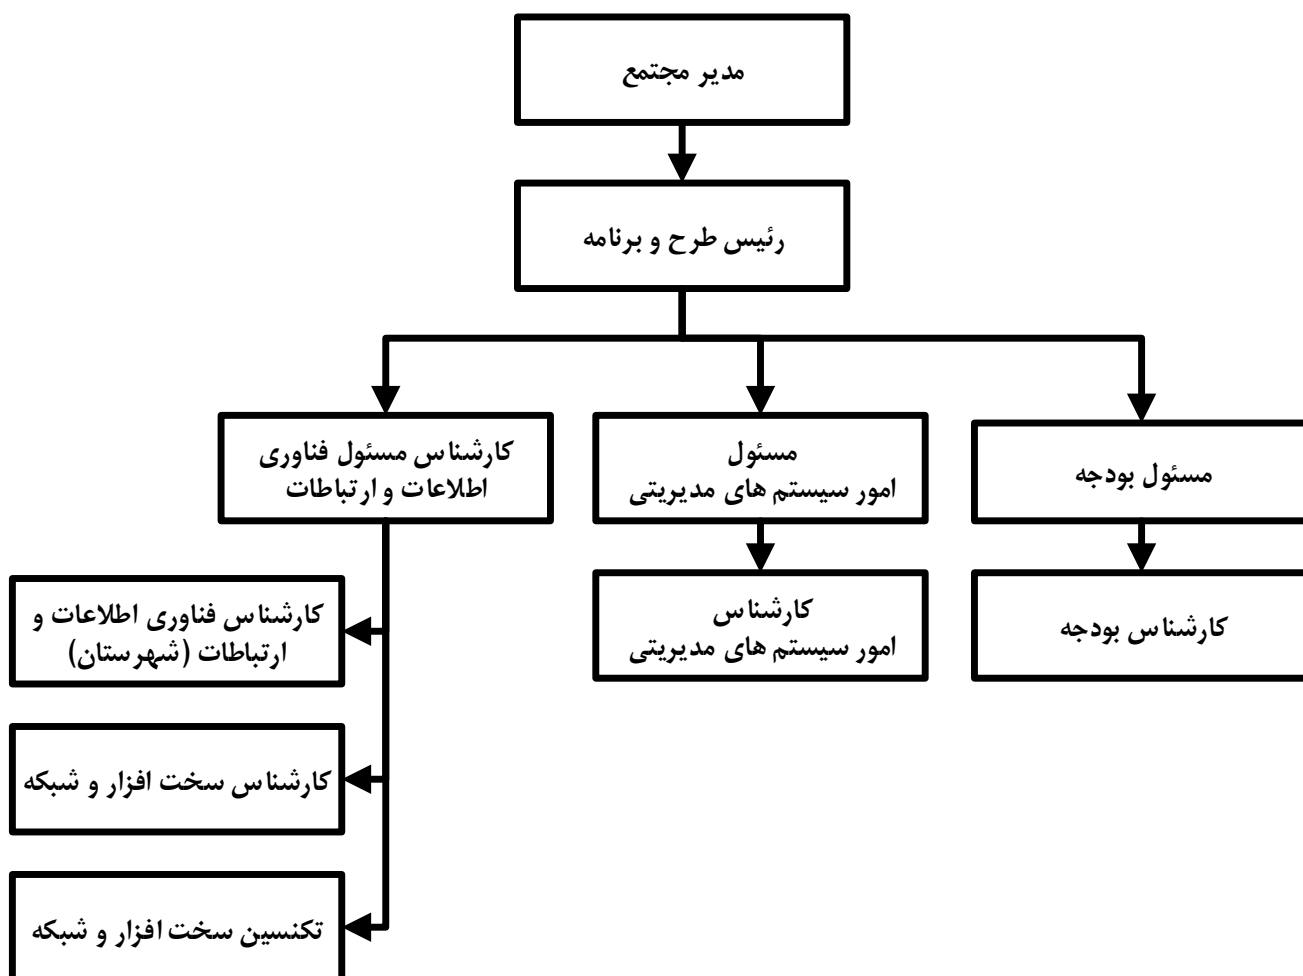 مدیر مجتمع
رئیس طرح و برنامه
مسئول بودجه
مسئول
امور سیستم های مدیریتی
کارشناس مسئول فناوری
اطلاعات و ارتباطات
کارشناس بودجه
کارشناس
امور سیستم های مدیریتی
کارشناس فناوری اطلاعات و
ارتباطات (شهرستان)
کارشناس سخت افزار و شبکه
تکنسین سخت افزار و شبکه